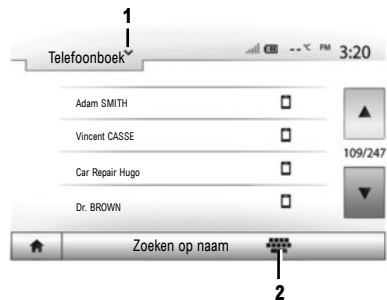 1
Telefoonboek
--°C PM 3:20
Adam SMITH
Vincent CASSE
109/247
Car Repair Hugo
Dr. BROWN
Zoeken op naam
2